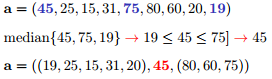 a = (45, 25, 15, 31, 75, 80, 60, 20, 19)
median{45, 75, 19} → 19 ≤ 45 ≤ 75] → 45
a = ((19, 25, 15, 31, 20), 45, (80, 60, 75))